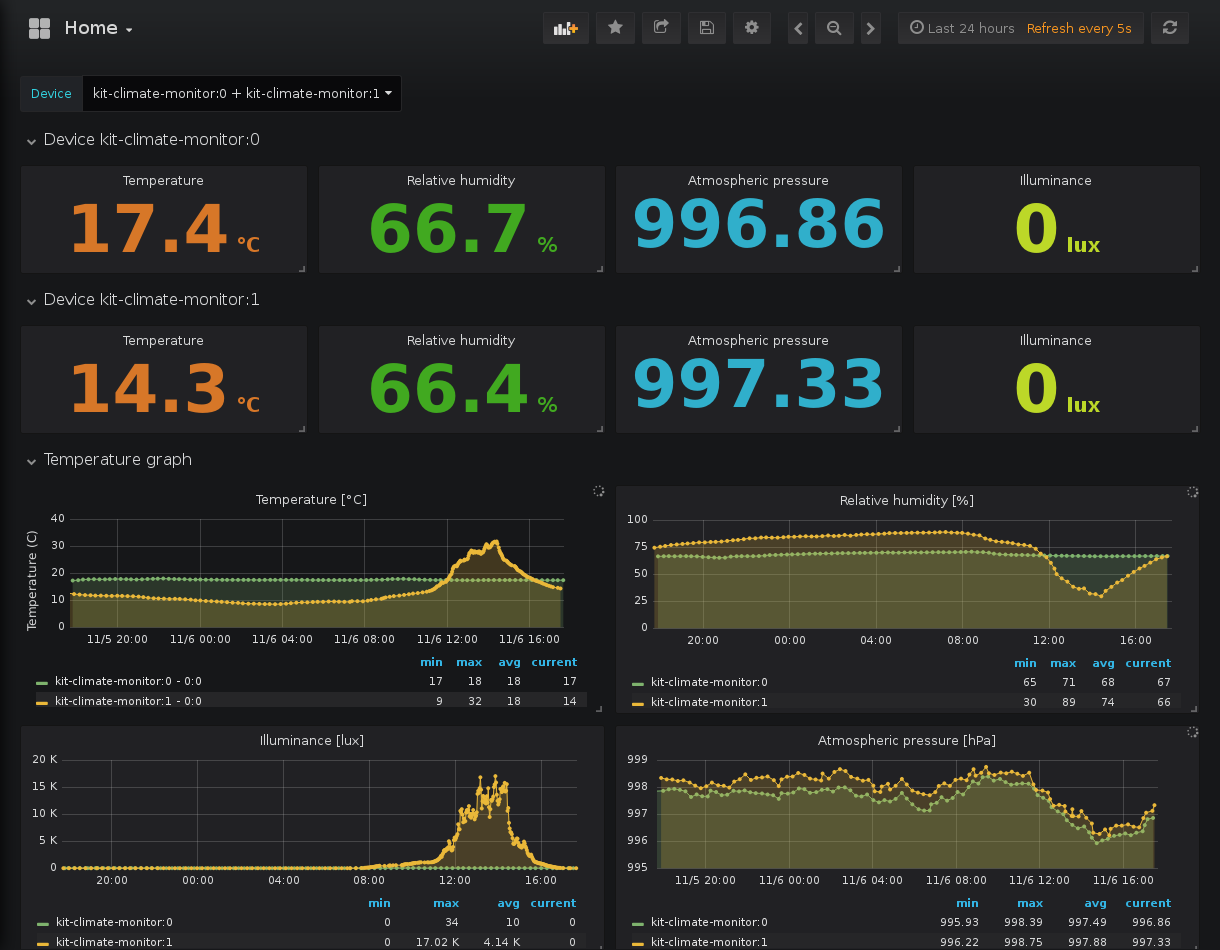 Home
Last 24 hours Refresh every 5s
Device kit-climate-monitor:0 + kit-climate-monitor:1
Device kit-climate-monitor:0
Temperature Relative humidity Atmospheric pressure Illuminance
17.4 °C 66.7 % 996.86 0 lux
Device kit-climate-monitor:1
Temperature Relative humidity Atmospheric pressure Illuminance
14.3 °C 66.4 % 997.33 0 lux
Temperature graph
Temperature [°C]
Temperature (C)
40
30
20
10
0
11/5 20:00 11/6 00:00 11/6 04:00 11/6 08:00 11/6 12:00 11/6 16:00
min max avg current
kit-climate-monitor:0 - 0:0 17 18 18 17
kit-climate-monitor:1 - 0:0 9 32 18 14
Relative humidity [%]
100
75
50
25
0
20:00 00:00 04:00 08:00 12:00 16:00
min max avg current
kit-climate-monitor:0 65 71 68 67
kit-climate-monitor:1 30 89 74 66
Illuminance [lux]
20 K
15 K
10 K
5 K
0
20:00 00:00 04:00 08:00 12:00 16:00
min max avg current
kit-climate-monitor:0 0 34 10 0
kit-climate-monitor:1 0 17.02 K 4.14 K 0
Atmospheric pressure [hPa]
999
998
997
996
995
11/5 20:00 11/6 00:00 11/6 04:00 11/6 08:00 11/6 12:00 11/6 16:00
min max avg current
kit-climate-monitor:0 995.93 998.39 997.49 996.86
kit-climate-monitor:1 996.22 998.75 997.88 997.33